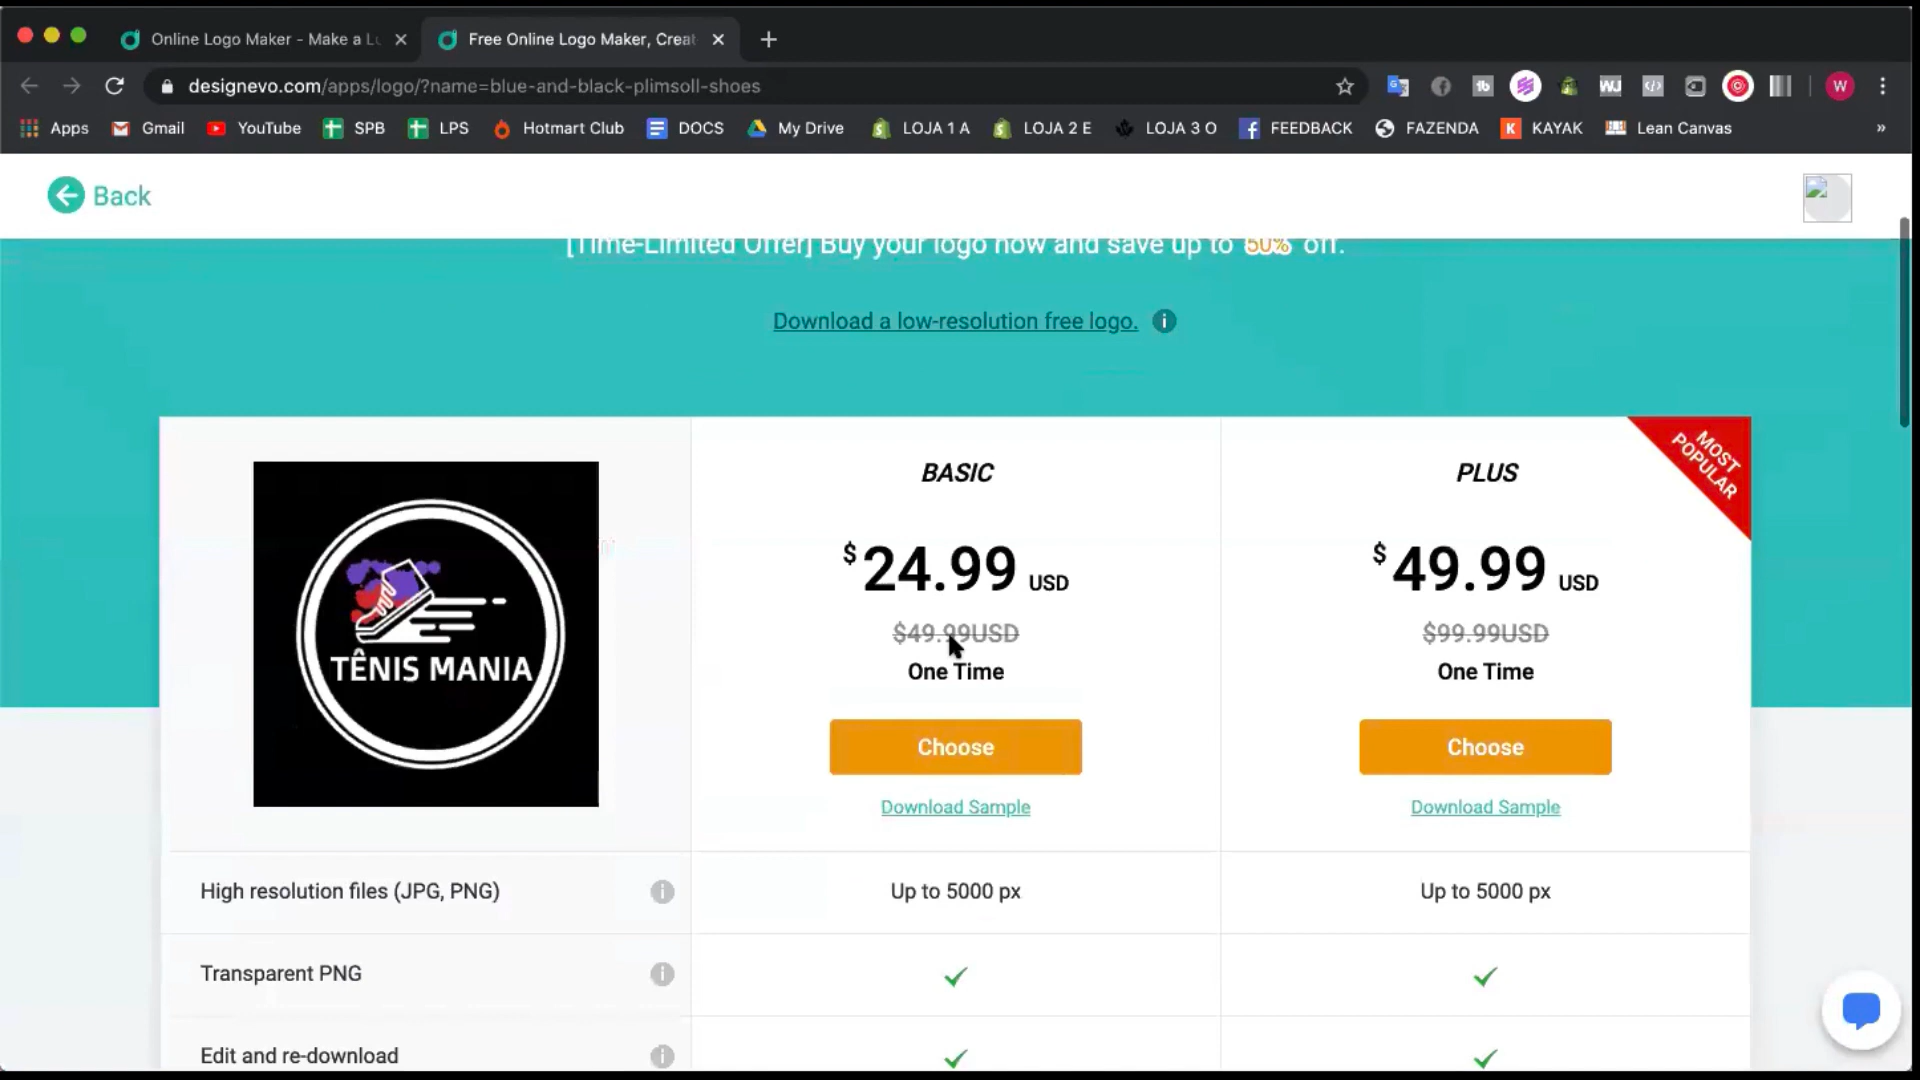 Online Logo Maker - Make a Lo
Free Online Logo Maker, Creat
designevo.com/apps/logo/?name=blue-and-black-plimsoll-shoes
W
Apps
Gmail
YouTube
SPB
LPS
Hotmart Club
DOCS
My Drive
LOJA 1 A
LOJA 2 E
LOJA 3 O
FEEDBACK
FAZENDA
KAYAK
Lean Canvas
»
Back
[Time-Limited Offer] Buy your logo now and save up to 50% off.
Download a low-resolution free logo.
MOST POPULAR
TÊNIS MANIA
BASIC
PLUS
$24.99 USD
$49.99 USD
$49.99USD
$99.99USD
One Time
One Time
Choose
Choose
Download Sample
Download Sample
High resolution files (JPG, PNG)
Up to 5000 px
Up to 5000 px
Transparent PNG
Edit and re-download